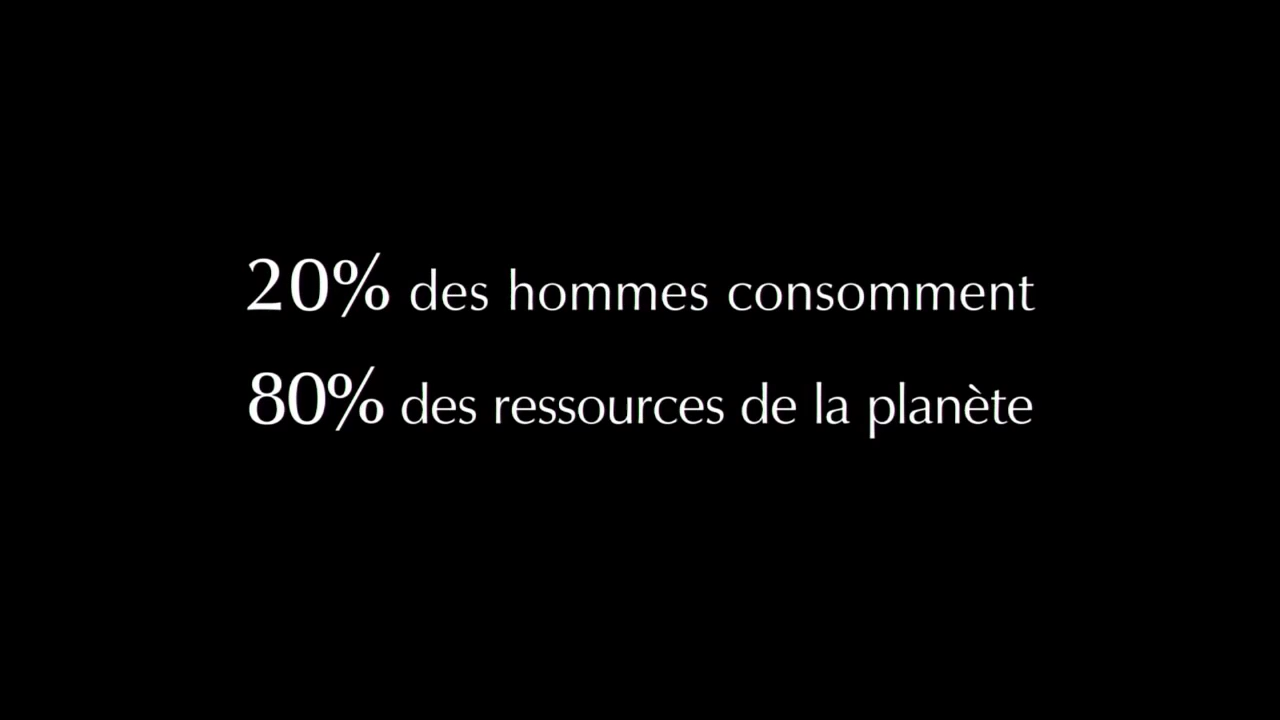 20% des hommes consomment
80% des ressources de la planète